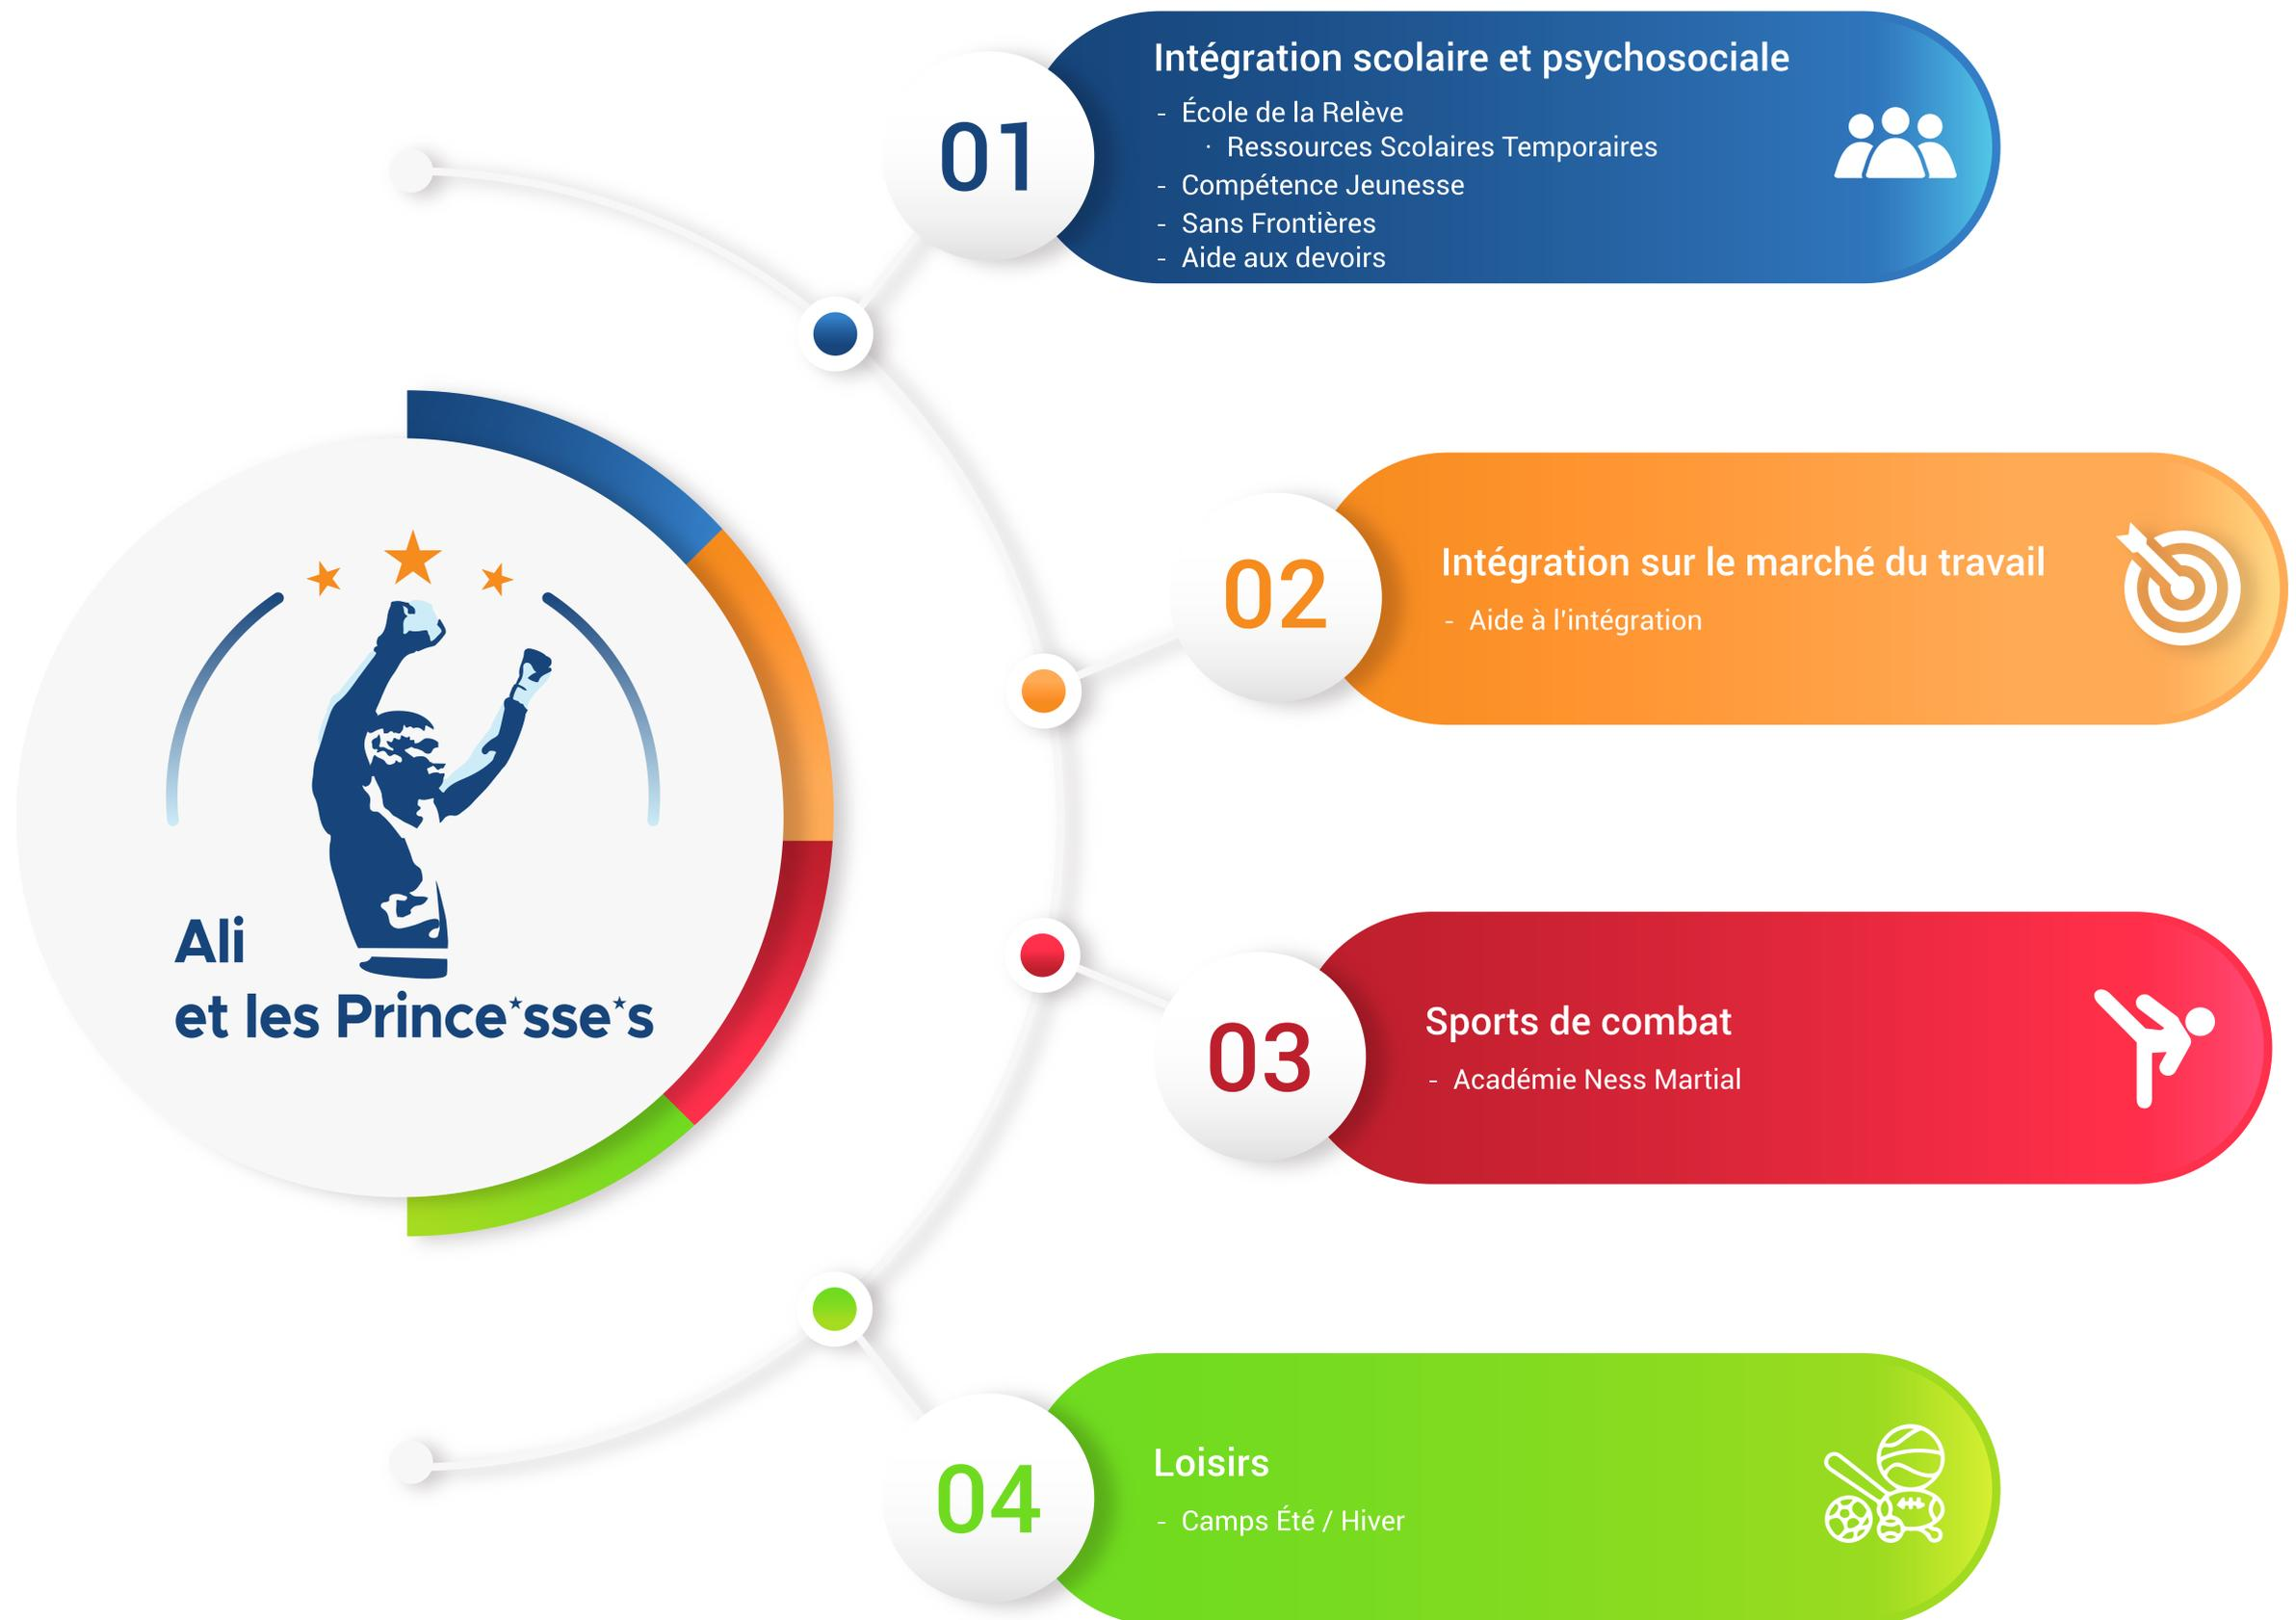 01
Intégration scolaire et psychosociale
- École de la Relève
· Ressources Scolaires Temporaires
- Compétence Jeunesse
- Sans Frontières
- Aide aux devoirs
02
Intégration sur le marché du travail
- Aide à l'intégration
Ali
et les Prince*sse*s
03
Sports de combat
- Académie Ness Martial
04
Loisirs
- Camps Été / Hiver